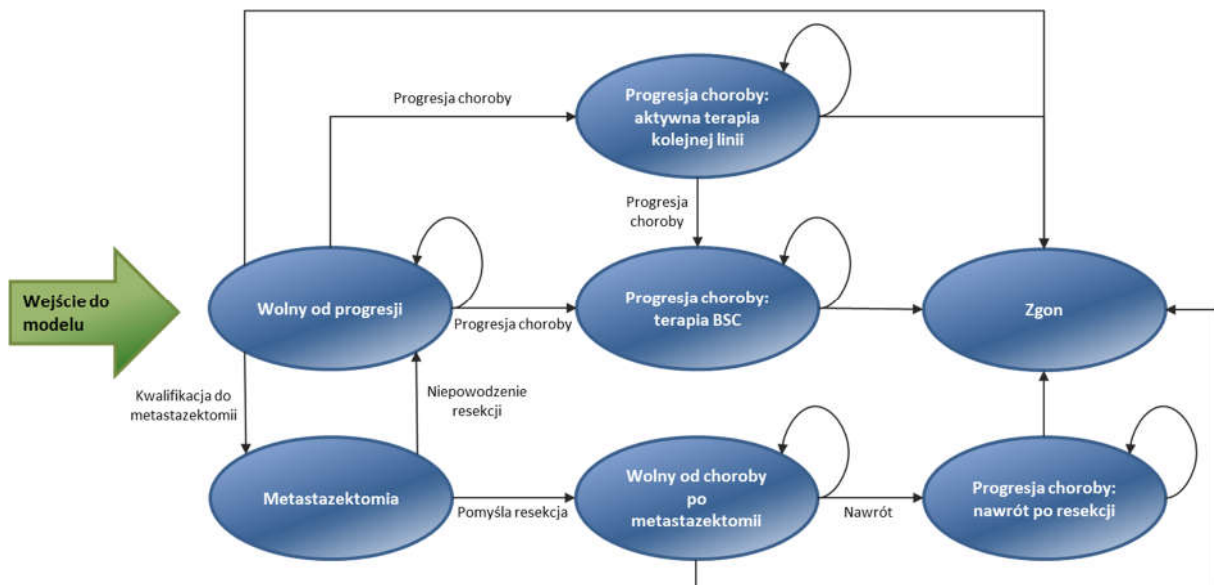 Progresja choroby
Progresja choroby:
aktywna terapia
kolejnej linii
Progresja
choroby
Wejście do
modelu
Wolny od progresji
Progresja choroby
Progresja choroby:
terapia BSC
Zgon
Kwalifikacja do
metastazektomii
Niepowodzenie
resekcji
Metastazektomia
Pomyśla resekcja
Wolny od choroby
po
metastazektomii
Nawrót
Progresja choroby:
nawrót po resekcji